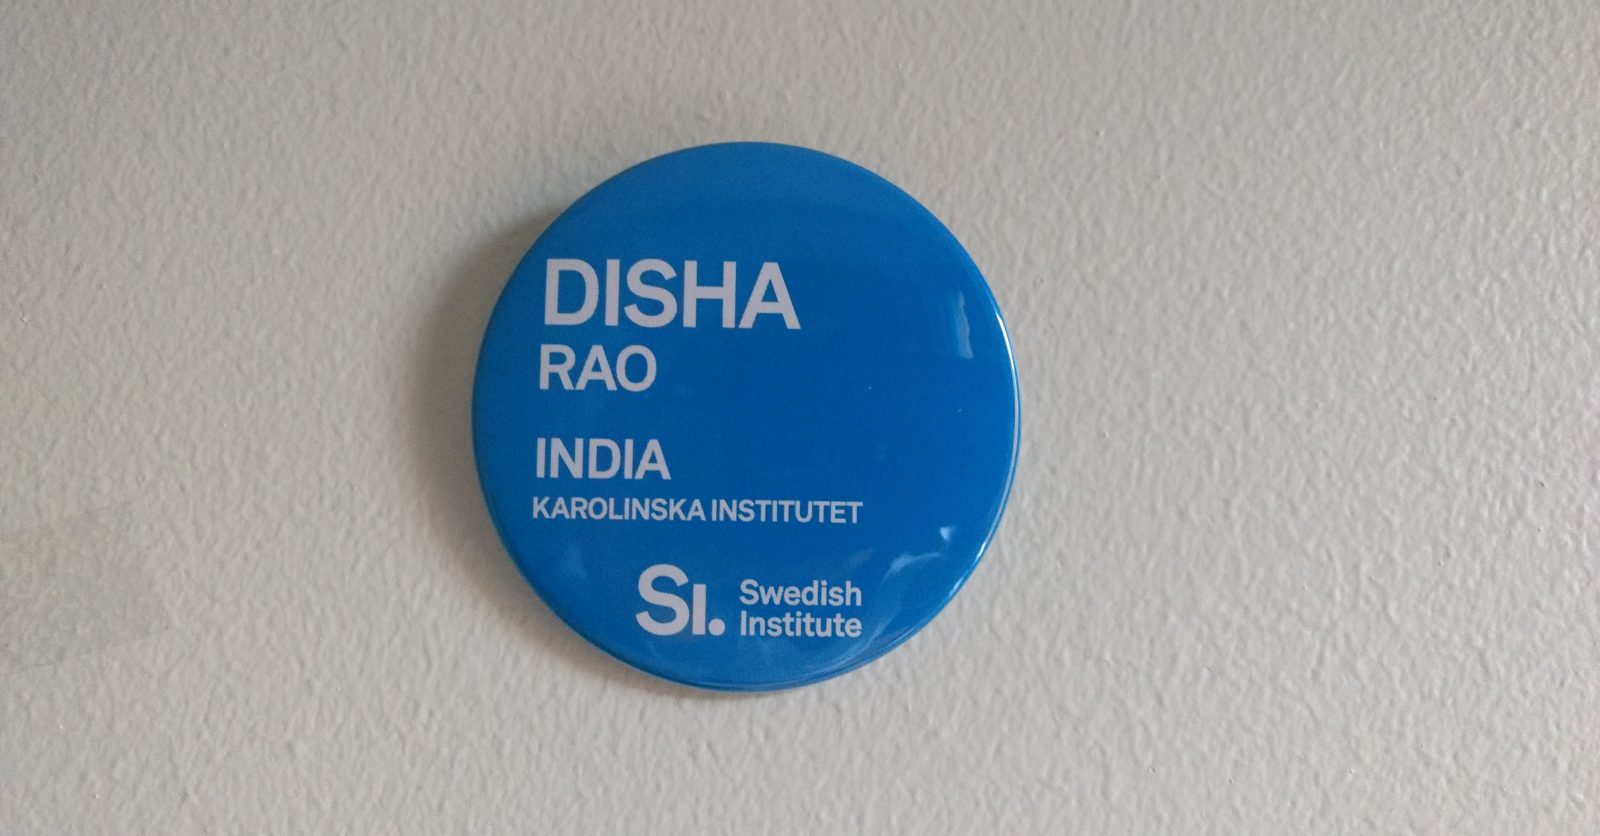 DISHA
RAO
INDIA
KAROLINSKA INSTITUTET
SI. Swedish
Institute